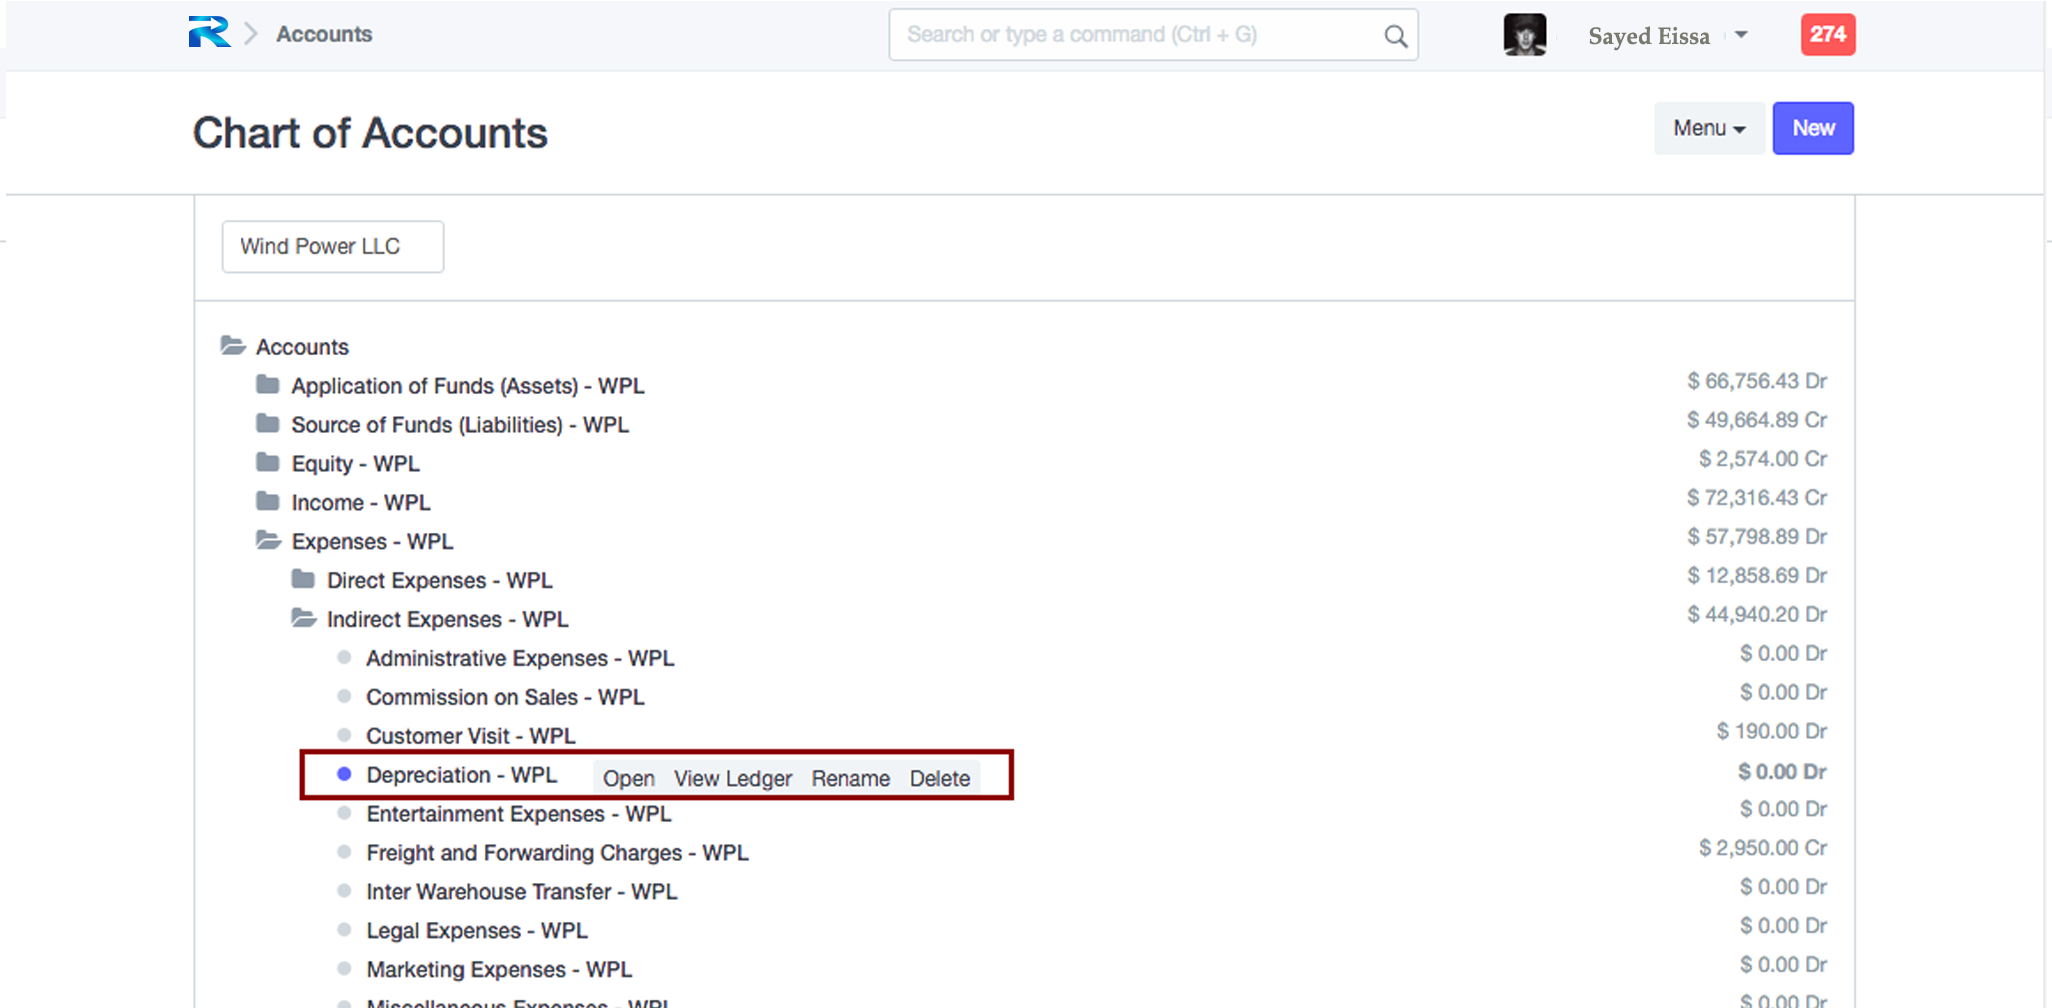 R Accounts Search or type a command (Ctrl + G) Sayed Eissa 274
Chart of Accounts Menu New
Wind Power LLC
Accounts
Application of Funds (Assets) - WPL $ 66,756.43 Dr
Source of Funds (Liabilities) - WPL $ 49,664.89 Cr
Equity - WPL $ 2,574.00 Cr
Income - WPL $ 72,316.43 Cr
Expenses - WPL $ 57,798.89 Dr
Direct Expenses - WPL $ 12,858.69 Dr
Indirect Expenses - WPL $ 44,940.20 Dr
Administrative Expenses - WPL $ 0.00 Dr
Commission on Sales - WPL $ 0.00 Dr
Customer Visit - WPL $ 190.00 Dr
Depreciation - WPL Open View Ledger Rename Delete $ 0.00 Dr
Entertainment Expenses - WPL $ 0.00 Dr
Freight and Forwarding Charges - WPL $ 2,950.00 Cr
Inter Warehouse Transfer - WPL $ 0.00 Dr
Legal Expenses - WPL $ 0.00 Dr
Marketing Expenses - WPL $ 0.00 Dr
Miscellaneous Expenses - WPL $ 0.00 Dr